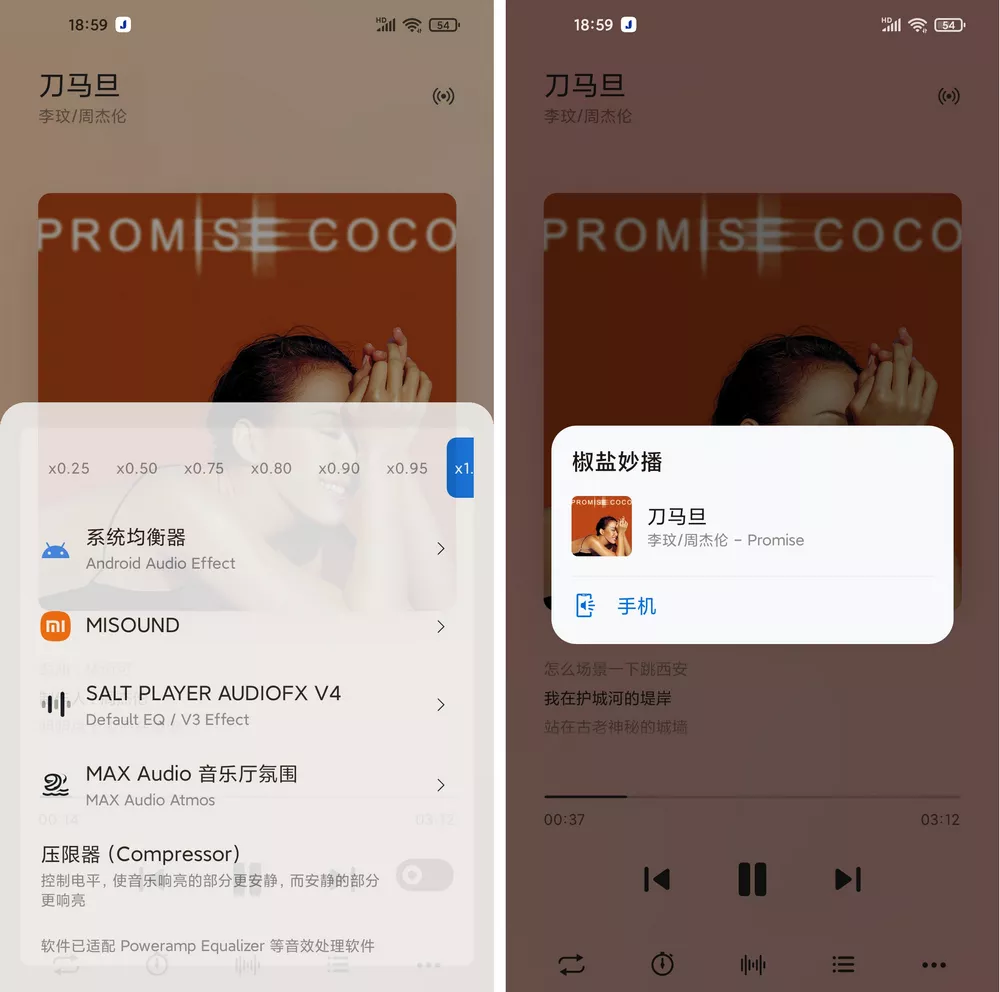 18:59
HD
54
刀马旦
李玟/周杰伦
PROMISE COCO
x0.25 x0.50 x0.75 x0.80 x0.90 x0.95 x1.
系统均衡器
Android Audio Effect
MISOUND
SALT PLAYER AUDIOFX V4
Default EQ / V3 Effect
MAX Audio 音乐厅氛围
MAX Audio Atmos
00:14 03:12
压限器 (Compressor)
控制电平，使音乐响亮的部分更安静，而安静的部分
更响亮
软件已适配 Poweramp Equalizer 等音效处理软件
18:59
HD
54
刀马旦
李玟/周杰伦
PROMISE COCO
椒盐妙播
PROMISE COCO
刀马旦
李玟/周杰伦 – Promise
手机
怎么场景一下跳西安
我在护城河的堤岸
站在古老神秘的城墙
00:37 03:12